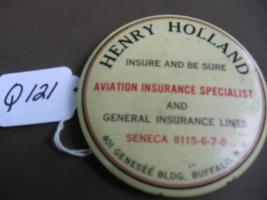 Q121
HENRY HOLLAND
INSURE AND BE SURE
AVIATION INSURANCE SPECIALIST
AND
GENERAL INSURANCE LINES
SENECA 8115-6-7-8
401 GENESEE BLDG., BUFFALO, N.Y.